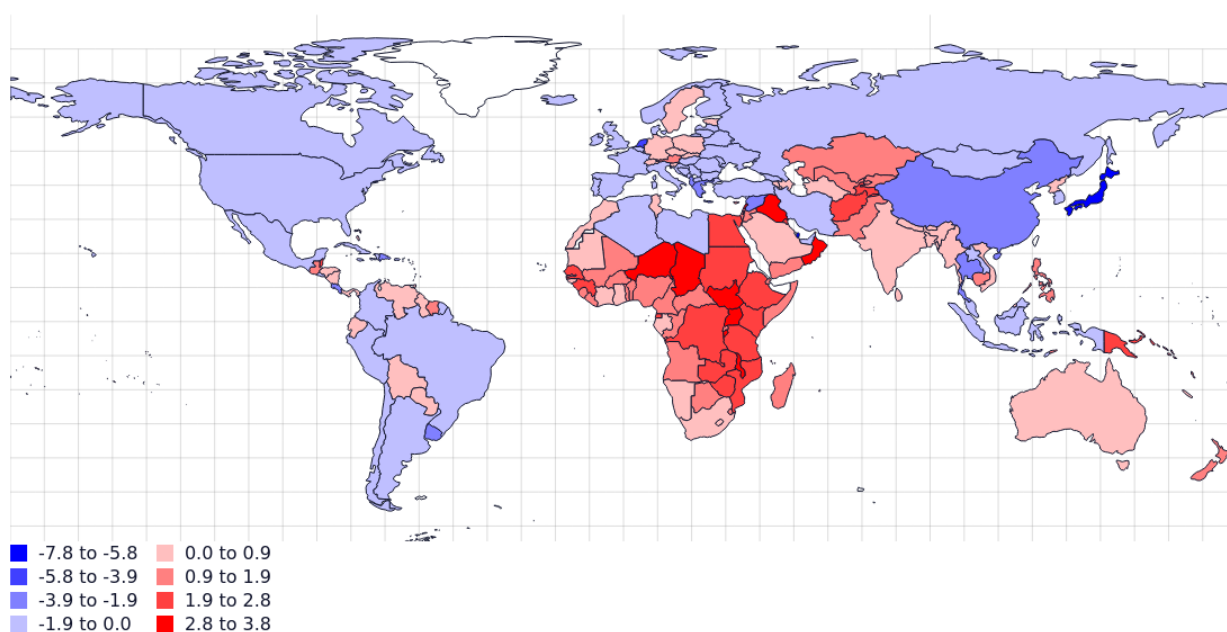 -7.8 to -5.8
-5.8 to -3.9
-3.9 to -1.9
-1.9 to 0.0
0.0 to 0.9
0.9 to 1.9
1.9 to 2.8
2.8 to 3.8